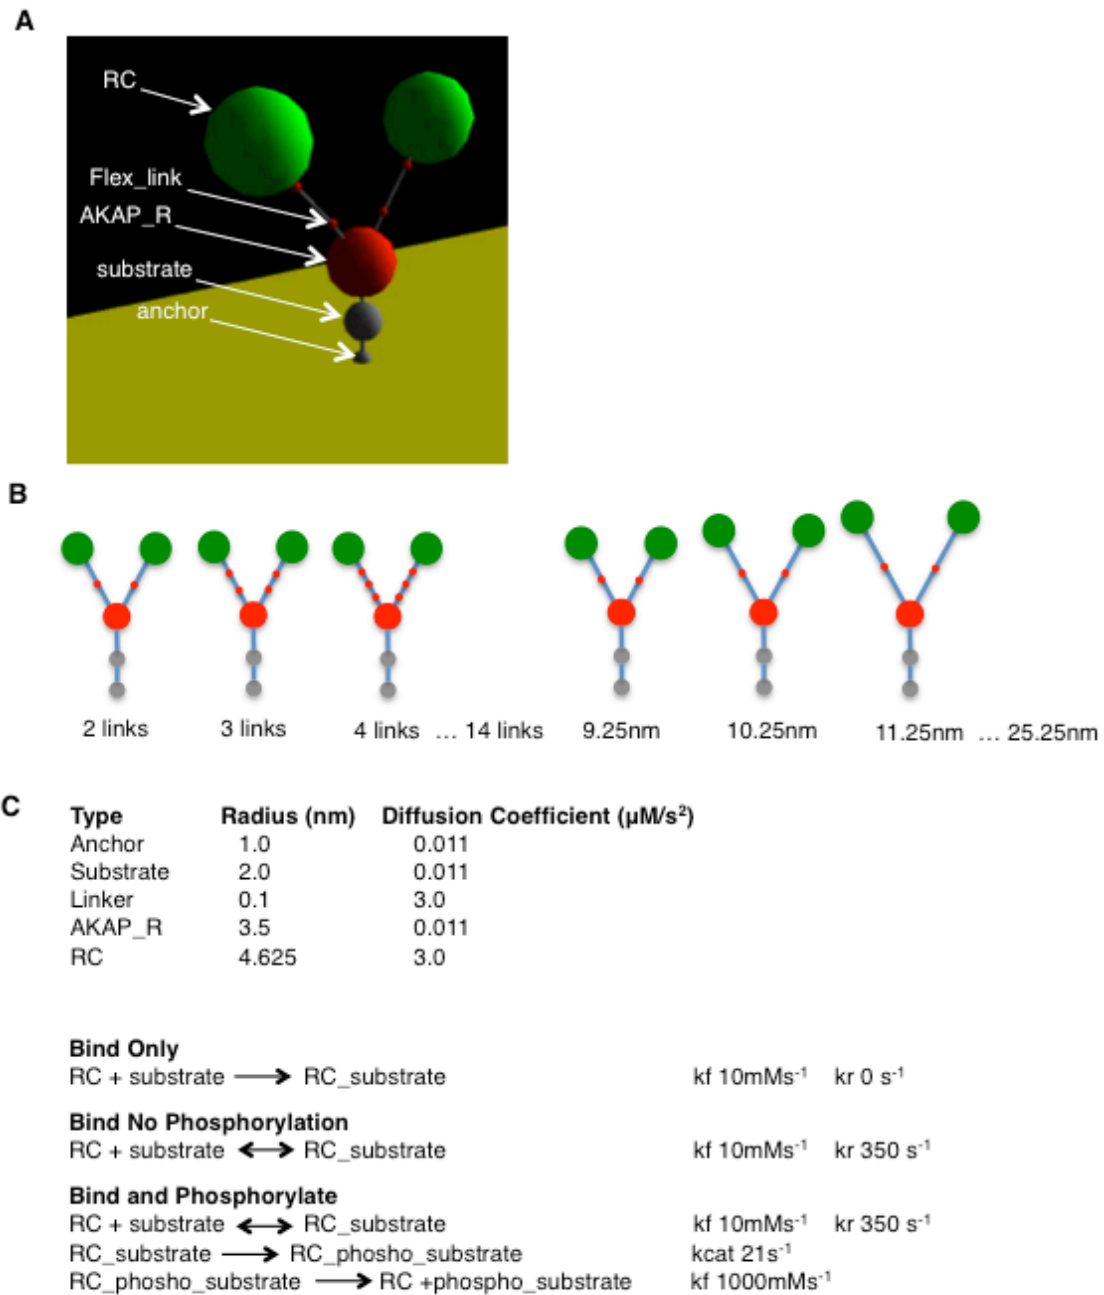 A
RC
Flex_link
AKAP_R
substrate
anchor
B
2 links 3 links 4 links ... 14 links 9.25nm 10.25nm 11.25nm ... 25.25nm
C
Type Radius (nm) Diffusion Coefficient (µM/s²)
Anchor 1.0 0.011
Substrate 2.0 0.011
Linker 0.1 3.0
AKAP_R 3.5 0.011
RC 4.625 3.0
Bind Only
RC + substrate ⟶ RC_substrate kf 10mMs⁻¹ kr 0 s⁻¹
Bind No Phosphorylation
RC + substrate ⟷ RC_substrate kf 10mMs⁻¹ kr 350 s⁻¹
Bind and Phosphorylate
RC + substrate ⟷ RC_substrate kf 10mMs⁻¹ kr 350 s⁻¹
RC_substrate ⟶ RC_phosho_substrate kcat 21s⁻¹
RC_phosho_substrate ⟶ RC +phospho_substrate kf 1000mMs⁻¹